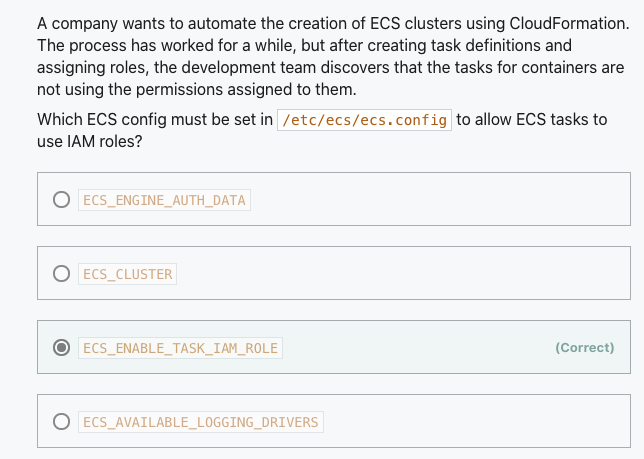 A company wants to automate the creation of ECS clusters using CloudFormation.
The process has worked for a while, but after creating task definitions and
assigning roles, the development team discovers that the tasks for containers are
not using the permissions assigned to them.
Which ECS config must be set in /etc/ecs/ecs.config to allow ECS tasks to
use IAM roles?
ECS_ENGINE_AUTH_DATA
ECS_CLUSTER
ECS_ENABLE_TASK_IAM_ROLE (Correct)
ECS_AVAILABLE_LOGGING_DRIVERS